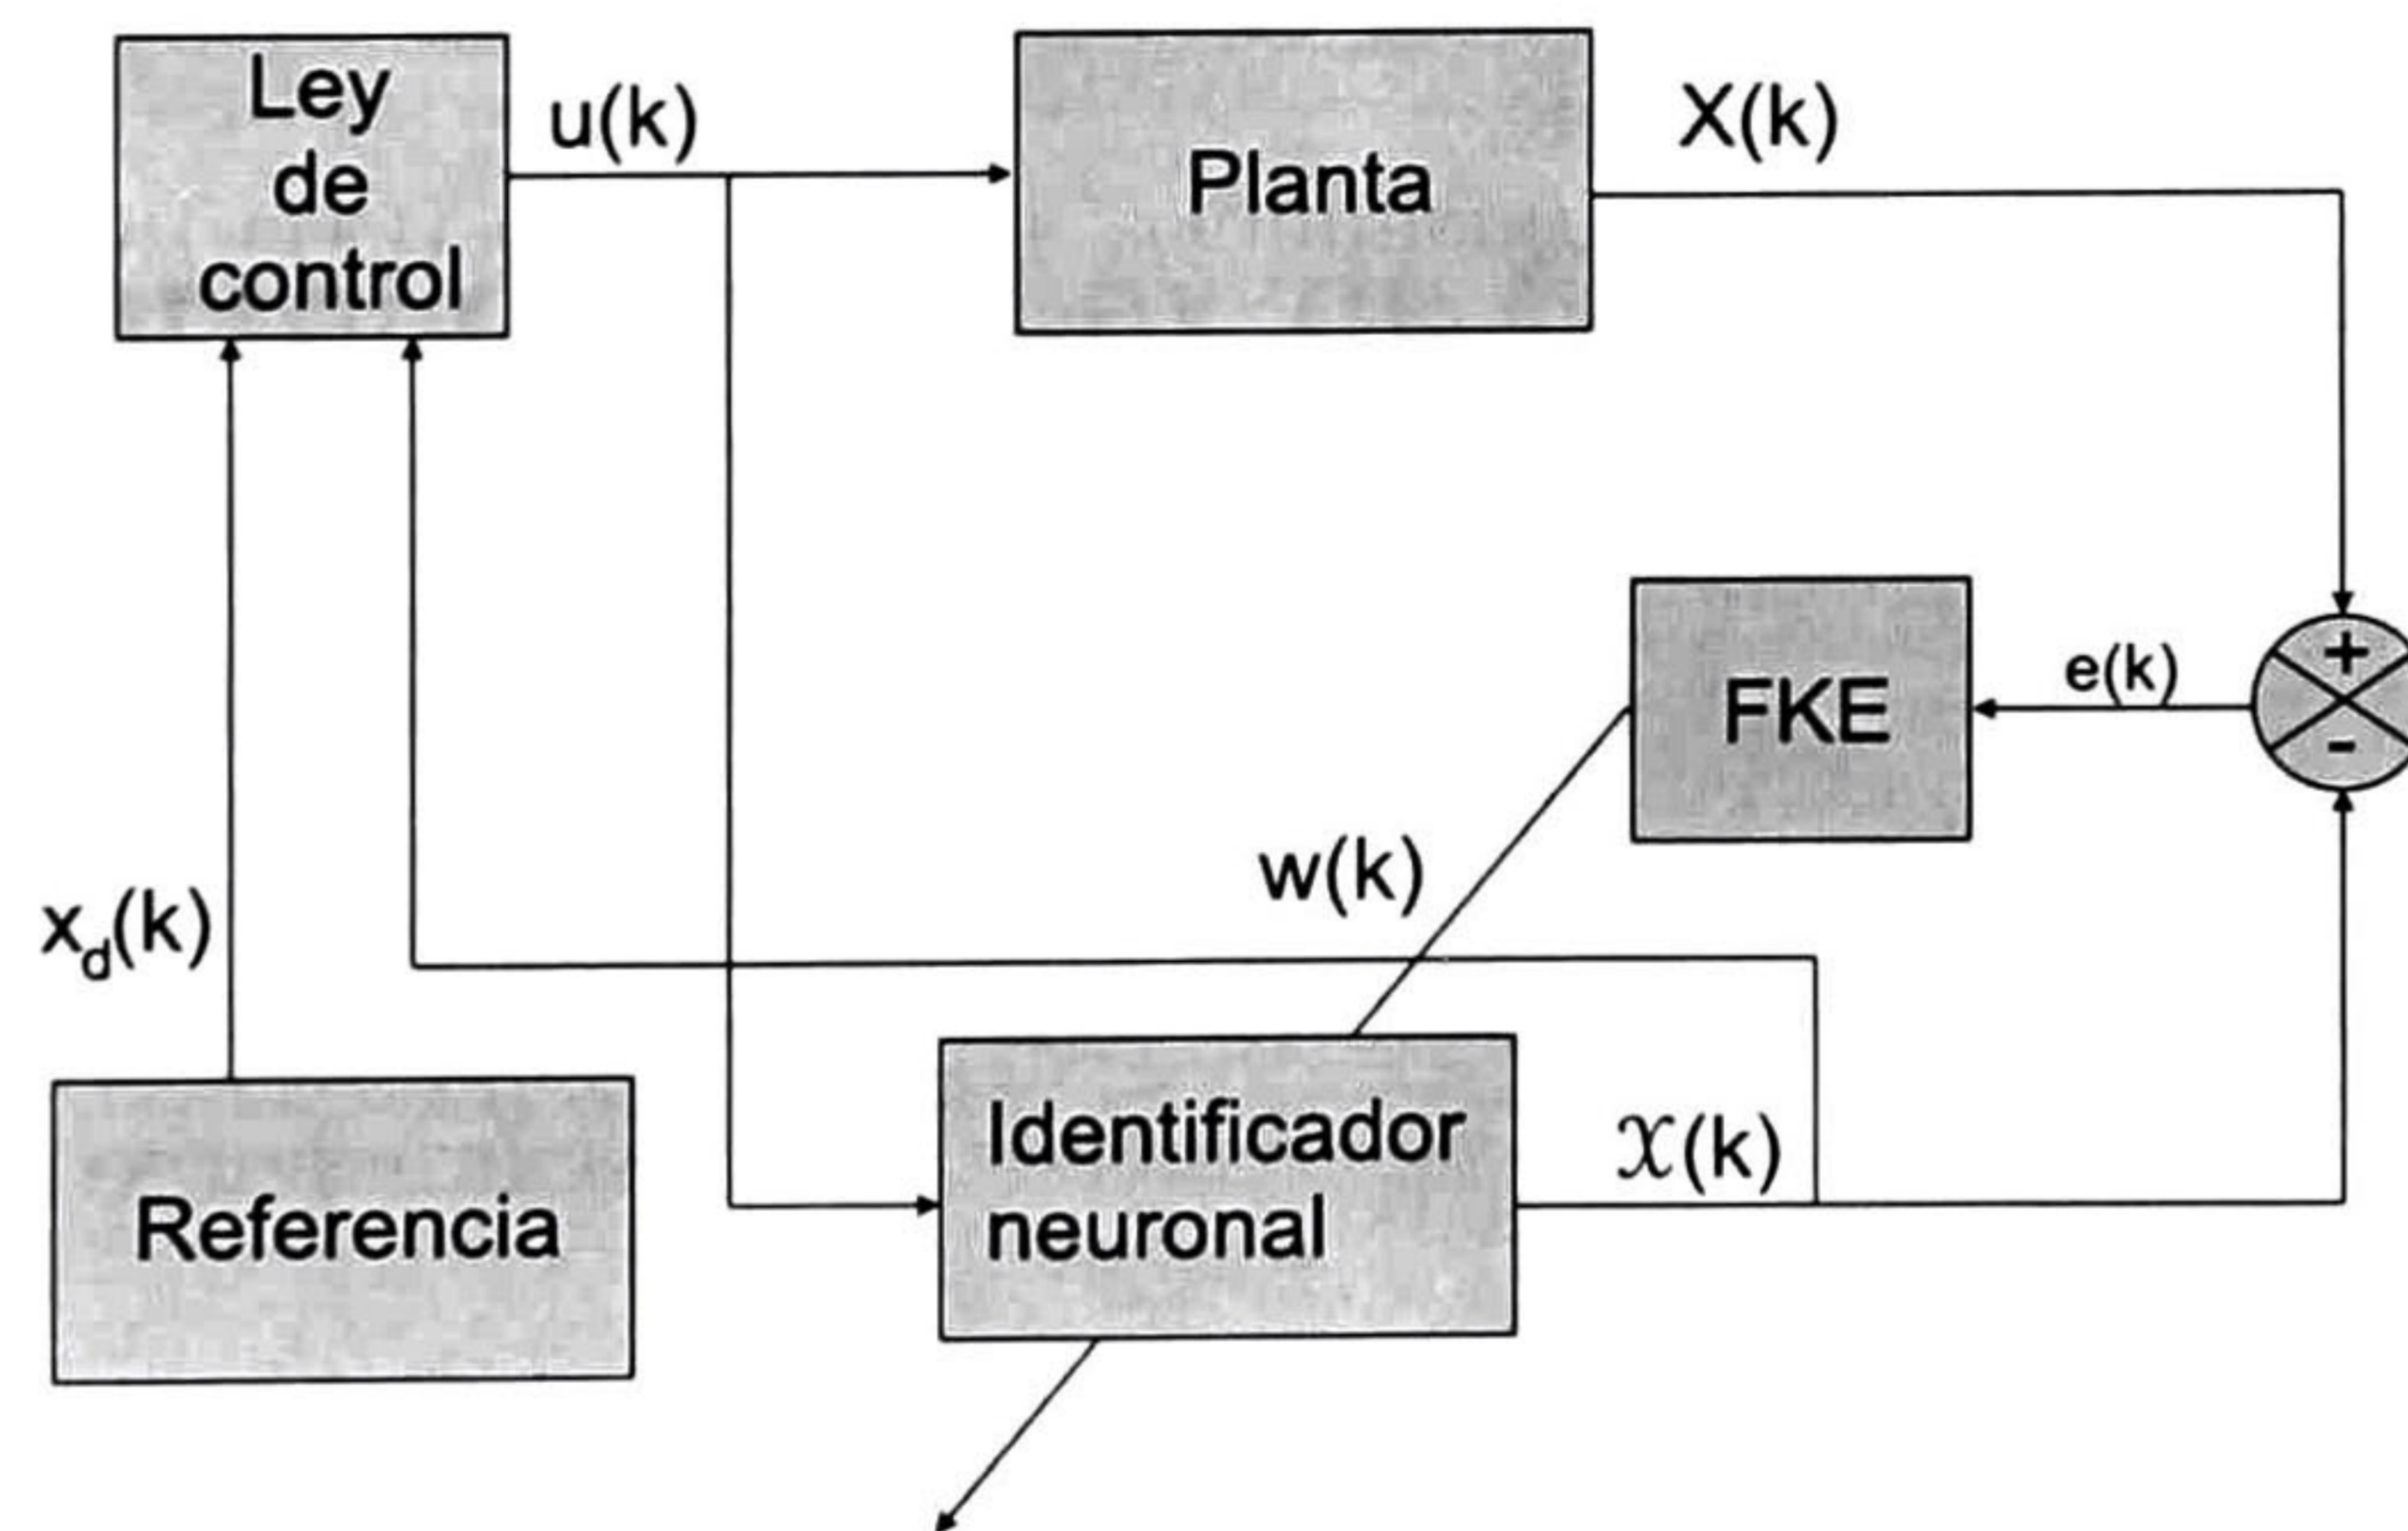 Ley
de
control
u(k)
Planta
X(k)
FKE
e(k)
+
-
w(k)
x_d(k)
Identificador
neuronal
𝒳(k)
Referencia